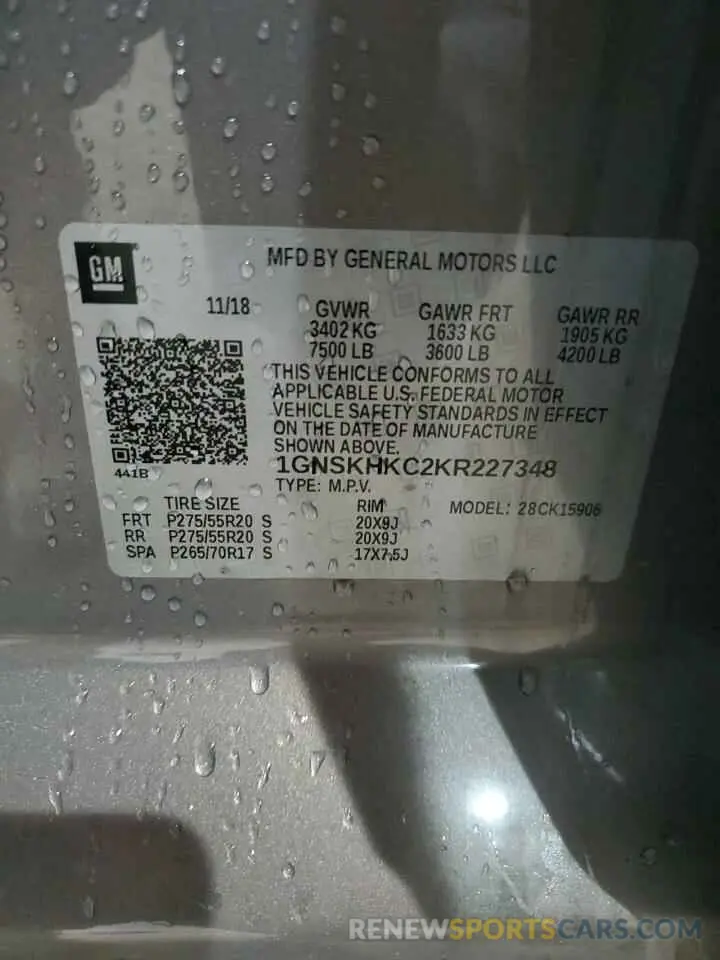 GM
MFD BY GENERAL MOTORS LLC
11/18 GVWR GAWR FRT GAWR RR
3402 KG 1633 KG 1905 KG
7500 LB 3600 LB 4200 LB
THIS VEHICLE CONFORMS TO ALL
APPLICABLE U.S. FEDERAL MOTOR
VEHICLE SAFETY STANDARDS IN EFFECT
ON THE DATE OF MANUFACTURE
SHOWN ABOVE.
441B
1GNSKHKC2KR227348
TYPE: M.P.V.
TIRE SIZE RIM MODEL: 28CK15906
FRT P275/55R20 S 20X9J
RR P275/55R20 S 20X9J
SPA P265/70R17 S 17X7.5J
RENEWSPORTSCARS.COM